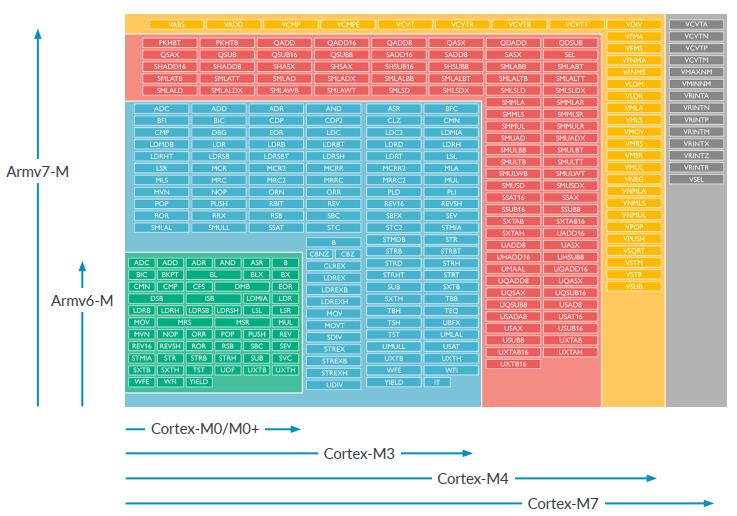 VABS VADD VCMP VCMPE VCVT VCVTR VCVTB VCVTT VDIV VCVTA
VFMA VCVTN
PKHBT PKHTB QADD QADD16 QADD8 QASX QDADD QDSUB VFMS VCVTP
QSAX QSUB QSUB16 QSUB8 SADD16 SADD8 SASX SEL VFNMA VCVTM
SHADD16 SHADD8 SHASX SHSAX SHSUB16 SHSUB8 SMLABB SMLABT VFNMS VMAXNM
SMLATB SMLATT SMLAD SMLADX SMLALBB SMLALBT SMLALTB SMLALTT VLDM VMINNM
SMLALD SMLALDX SMLAWB SMLAWT SMLSD SMLSDX SMLSLD SMLSLDX VLDR VRINTA
ADC ADD ADR AND ASR BFC SMMLA SMMLAR VMLA VRINTN
BFI BIC CDP CDP2 CLZ CMN SMMLS SMMLSR VMLS VRINTP
CMP DBG EOR LDC LDC2 LDMIA SMMUL SMMULR VMOV VRINTM
LDMDB LDR LDRB LDRBT LDRD LDRH SMUAD SMUADX VMRS VRINTX
LDRHT LDRSB LDRSBT LDRSH LDRT LSL SMULBB SMULBT VMSR VRINTZ
LSR MCR MCR2 MCRR MCRR2 MLA SMULTB SMULTT VMUL VRINTR
Armv7-M
MLS MRC MRC2 MRRC MRRC2 MUL SMULWB SMULWT VNEG VSEL
MVN NOP ORN ORR PLD PLI SMUSD SMUSDX VNMLA
POP PUSH RBIT REV REV16 REVSH SSAT16 SSAX VNMLS
ROR RRX RSB SBC SBFX SEV SSUB16 SSUB8 VNMUL
SMLAL SMULL SSAT STC STC2 STMIA SXTAB SXTAB16 VPOP
B STMDB STR SXTAH UADD16 VPUSH
CBNZ CBZ STRB STRBT UADD8 UASX VSQRT
ADC ADD ADR AND ASR B CLREX STRD STRH UHADD16 UHSUB8 VSTM
BIC BKPT BL BLX BX LDREX STRHT STRT UMAAL UQADD16 VSTR
CMN CMP CPS DMB EOR LDREXB SUB SXTB UQADD8 UQASX VSUB
DSB ISB LDMIA LDR LDREXH SXTH TBB UQSAX UQSUB16
Armv6-M
LDRB LDRH LDRSB LDRSH LSL LSR MOV TBH TEQ UQSUB8 USAD8
MOV MRS MSR MUL MOVT TSH UBFX USADA8 USAT16
MVN NOP ORR POP PUSH REV SDIV TST UMLAL USAX USUB16
REV16 REVSH ROR RSB SBC SEV STREX UMULL USAT USUB8 UXTAB
STMIA STR STRB STRH SUB SVC STREXB UXTB UXTH UXTAB16 UXTAH
SXTB SXTH TST UDF UXTB UXTH STREXH WFE WFI UXTB16
WFE WFI YIELD UDIV YIELD IT
Cortex-M0/M0+
Cortex-M3
Cortex-M4
Cortex-M7